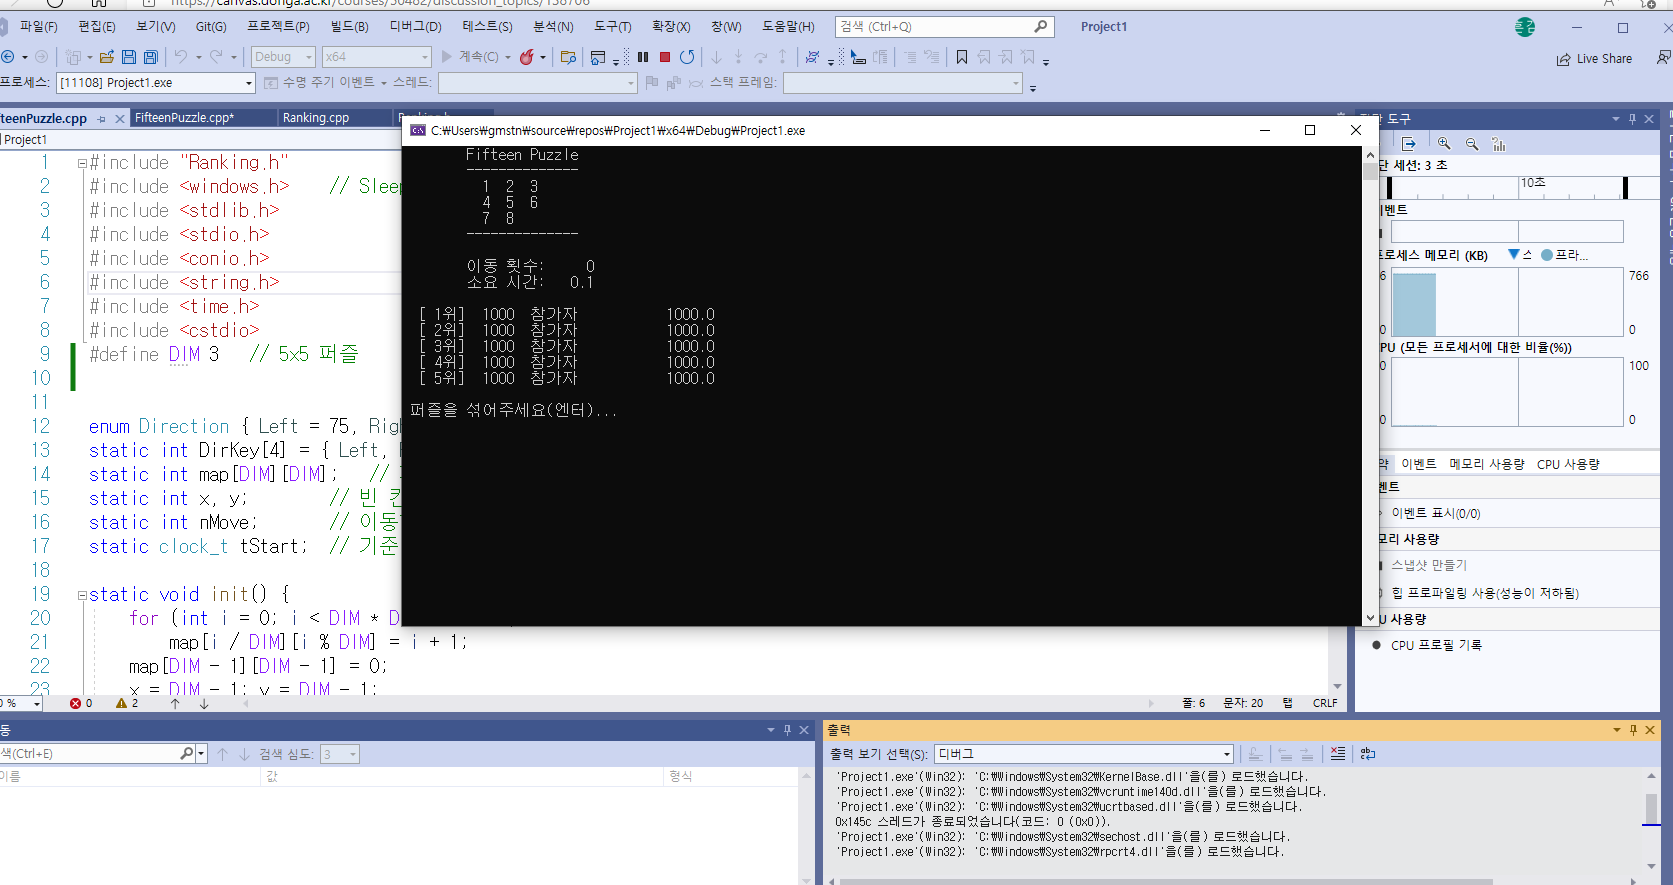 https://canvas.donga.ac.kr/courses/50482/discussion_topics/138706
파일(F) 편집(E) 보기(V) Git(G) 프로젝트(P) 빌드(B) 디버그(D) 테스트(S) 분석(N) 도구(T) 확장(X) 창(W) 도움말(H) 검색 (Ctrl+Q) Project1
Debug x64 계속(C) Live Share
프로세스: [11108] Project1.exe 수명 주기 이벤트 스레드: 스택 프레임:
teenPuzzle.cpp FifteenPuzzle.cpp* Ranking.cpp
Project1
C:\Users\gmstn\source\repos\Project1\x64\Debug\Project1.exe
1 #include "Ranking.h"
2 #include <windows.h> // Sleep
3 #include <stdlib.h>
4 #include <stdio.h>
5 #include <conio.h>
6 #include <string.h>
7 #include <time.h>
8 #include <cstdio>
9 #define DIM 3 // 5x5 퍼즐
10
11
12 enum Direction { Left = 75, Rig
13 static int DirKey[4] = { Left,
14 static int map[DIM][DIM]; //
15 static int x, y; // 빈 칸
16 static int nMove; // 이동
17 static clock_t tStart; // 기준
18
19 static void init() {
20 for (int i = 0; i < DIM * D
21 map[i / DIM][i % DIM] = i + 1;
22 map[DIM - 1][DIM - 1] = 0;
23 x = DIM - 1; y = DIM - 1;
Fifteen Puzzle
--------------
1 2 3
4 5 6
7 8
--------------
이동 횟수: 0
소요 시간: 0.1
[ 1위] 1000 참가자 1000.0
[ 2위] 1000 참가자 1000.0
[ 3위] 1000 참가자 1000.0
[ 4위] 1000 참가자 1000.0
[ 5위] 1000 참가자 1000.0
퍼즐을 섞어주세요(엔터)...
도구
단 세션: 3 초
10초
이벤트
프로세스 메모리 (KB) 스 프라...
6 766
0 0
PU (모든 프로세서에 대한 비율(%))
0 100
0 0
약 이벤트 메모리 사용량 CPU 사용량
벤트
이벤트 표시(0/0)
모리 사용량
스냅샷 만들기
힙 프로파일링 사용(성능이 저하됨)
U 사용량
CPU 프로필 기록
0 % 0 2 줄: 6 문자: 20 탭 CRLF
동
색(Ctrl+E) 검색 심도: 3
이름 값 형식
출력
출력 보기 선택(S): 디버그
'Project1.exe'(Win32): 'C:\Windows\System32\KernelBase.dll'을(를) 로드했습니다.
'Project1.exe'(Win32): 'C:\Windows\System32\vcruntime140d.dll'을(를) 로드했습니다.
'Project1.exe'(Win32): 'C:\Windows\System32\ucrtbased.dll'을(를) 로드했습니다.
0x145c 스레드가 종료되었습니다(코드: 0 (0x0)).
'Project1.exe'(Win32): 'C:\Windows\System32\sechost.dll'을(를) 로드했습니다.
'Project1.exe'(Win32): 'C:\Windows\System32\rpcrt4.dll'을(를) 로드했습니다.